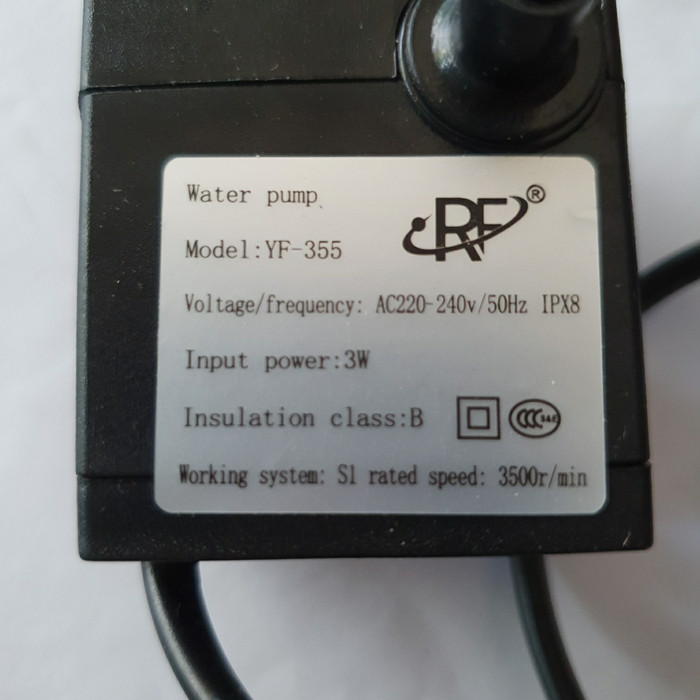 Water pump
RF®
Model:YF-355
Voltage/frequency: AC220-240v/50Hz IPX8
Input power:3W
Insulation class:B
CCC S&E
Working system: S1 rated speed: 3500r/min